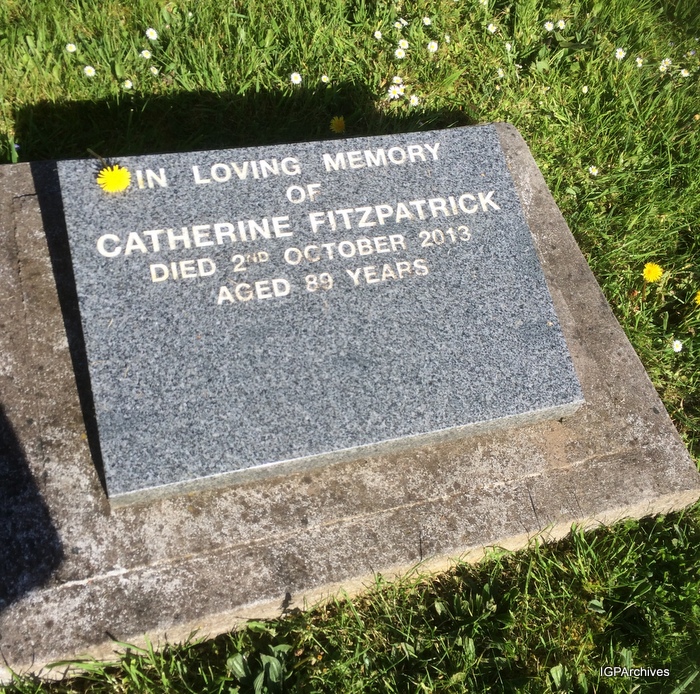 IN LOVING MEMORY
OF
CATHERINE FITZPATRICK
DIED 2ND OCTOBER 2013
AGED 89 YEARS
IGPArchives